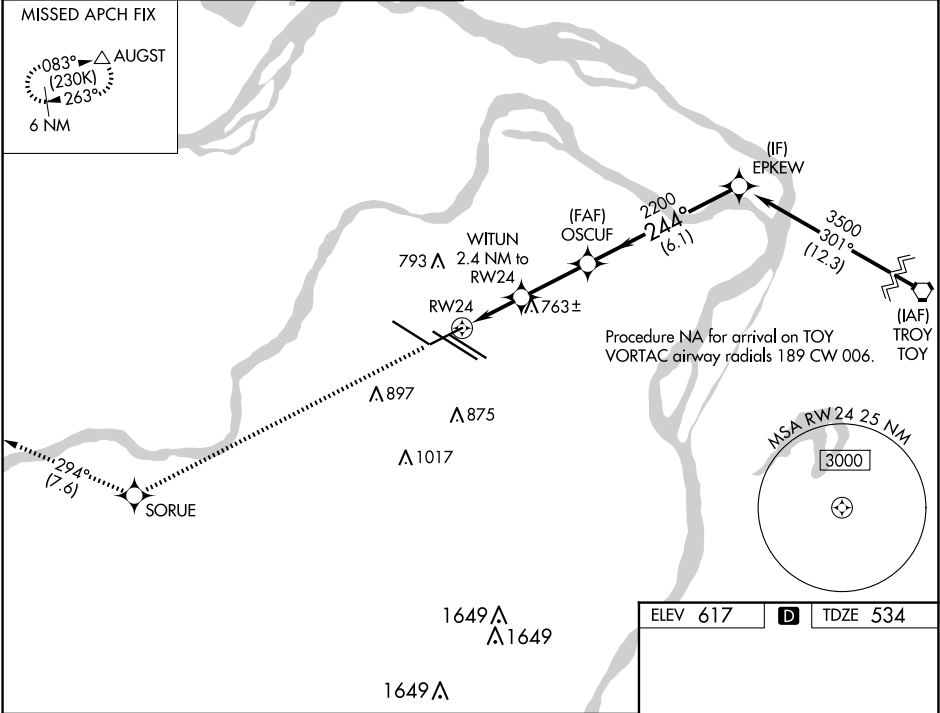 MISSED APCH FIX
083°
AUGST
(230K)
263°
6 NM
(IF)
EPKEW
2200
244°
(6.1)
3500
301°
(12.3)
(FAF)
OSCUF
WITUN
2.4 NM to
RW24
793
RW24
763±
(IAF)
TROY
TOY
Procedure NA for arrival on TOY
VORTAC airway radials 189 CW 006.
897
875
1017
MSA RW 24 25 NM
3000
294°
(7.6)
SORUE
1649
1649
1649
ELEV 617
D
TDZE 534